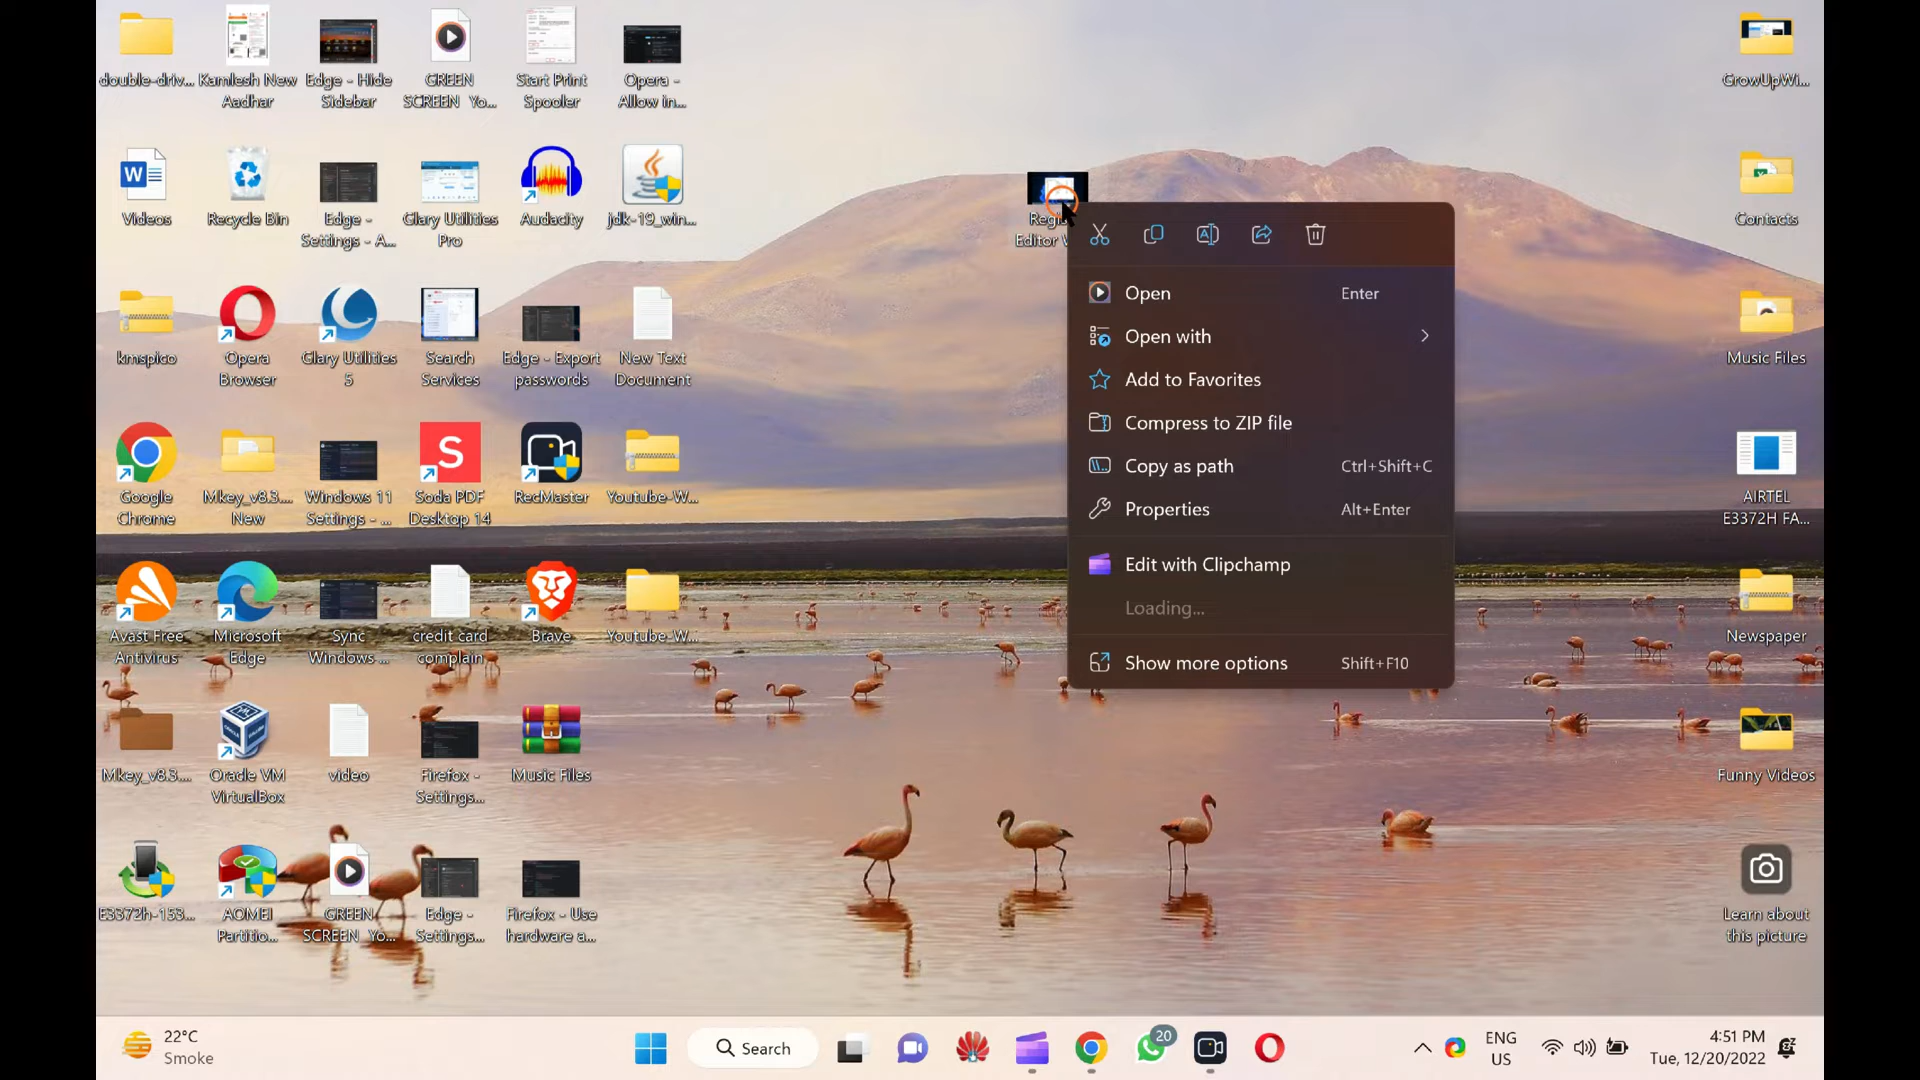 double-driv...
Kamlesh New
Aadhar
Edge - Hide
Sidebar
GREEN
SCREEN Yo...
Start Print
Spooler
Opera -
Allow in...
GrowUpWi...
Videos
Recycle Bin
Edge -
Settings - A...
Glary Utilities
Pro
Audacity
jdk-19_win...
Editor
Contacts
kmspico
Opera
Browser
Glary Utilities
5
Search
Services
Edge - Export
passwords
New Text
Document
Music Files
Google
Chrome
Mkey_v8.3....
New
Windows 11
Settings - ...
Soda PDF
Desktop 14
RecMaster
Youtube-W...
AIRTEL
E3372H FA...
Avast Free
Antivirus
Microsoft
Edge
Sync
Windows...
credit card
complain
Brave
Youtube-W...
Newspaper
Mkey_v8.3....
Oracle VM
VirtualBox
video
Firefox -
Settings...
Music Files
Funny Videos
E3372h-153...
AOMEI
Partitio...
GREEN
SCREEN Yo...
Edge -
Settings...
Firefox - Use
hardware a...
Learn about
this picture
Open Enter
Open with
Add to Favorites
Compress to ZIP file
Copy as path Ctrl+Shift+C
Properties Alt+Enter
Edit with Clipchamp
Loading...
Show more options Shift+F10
22°C
Smoke
Search
20
ENG
US
4:51 PM
Tue, 12/20/2022